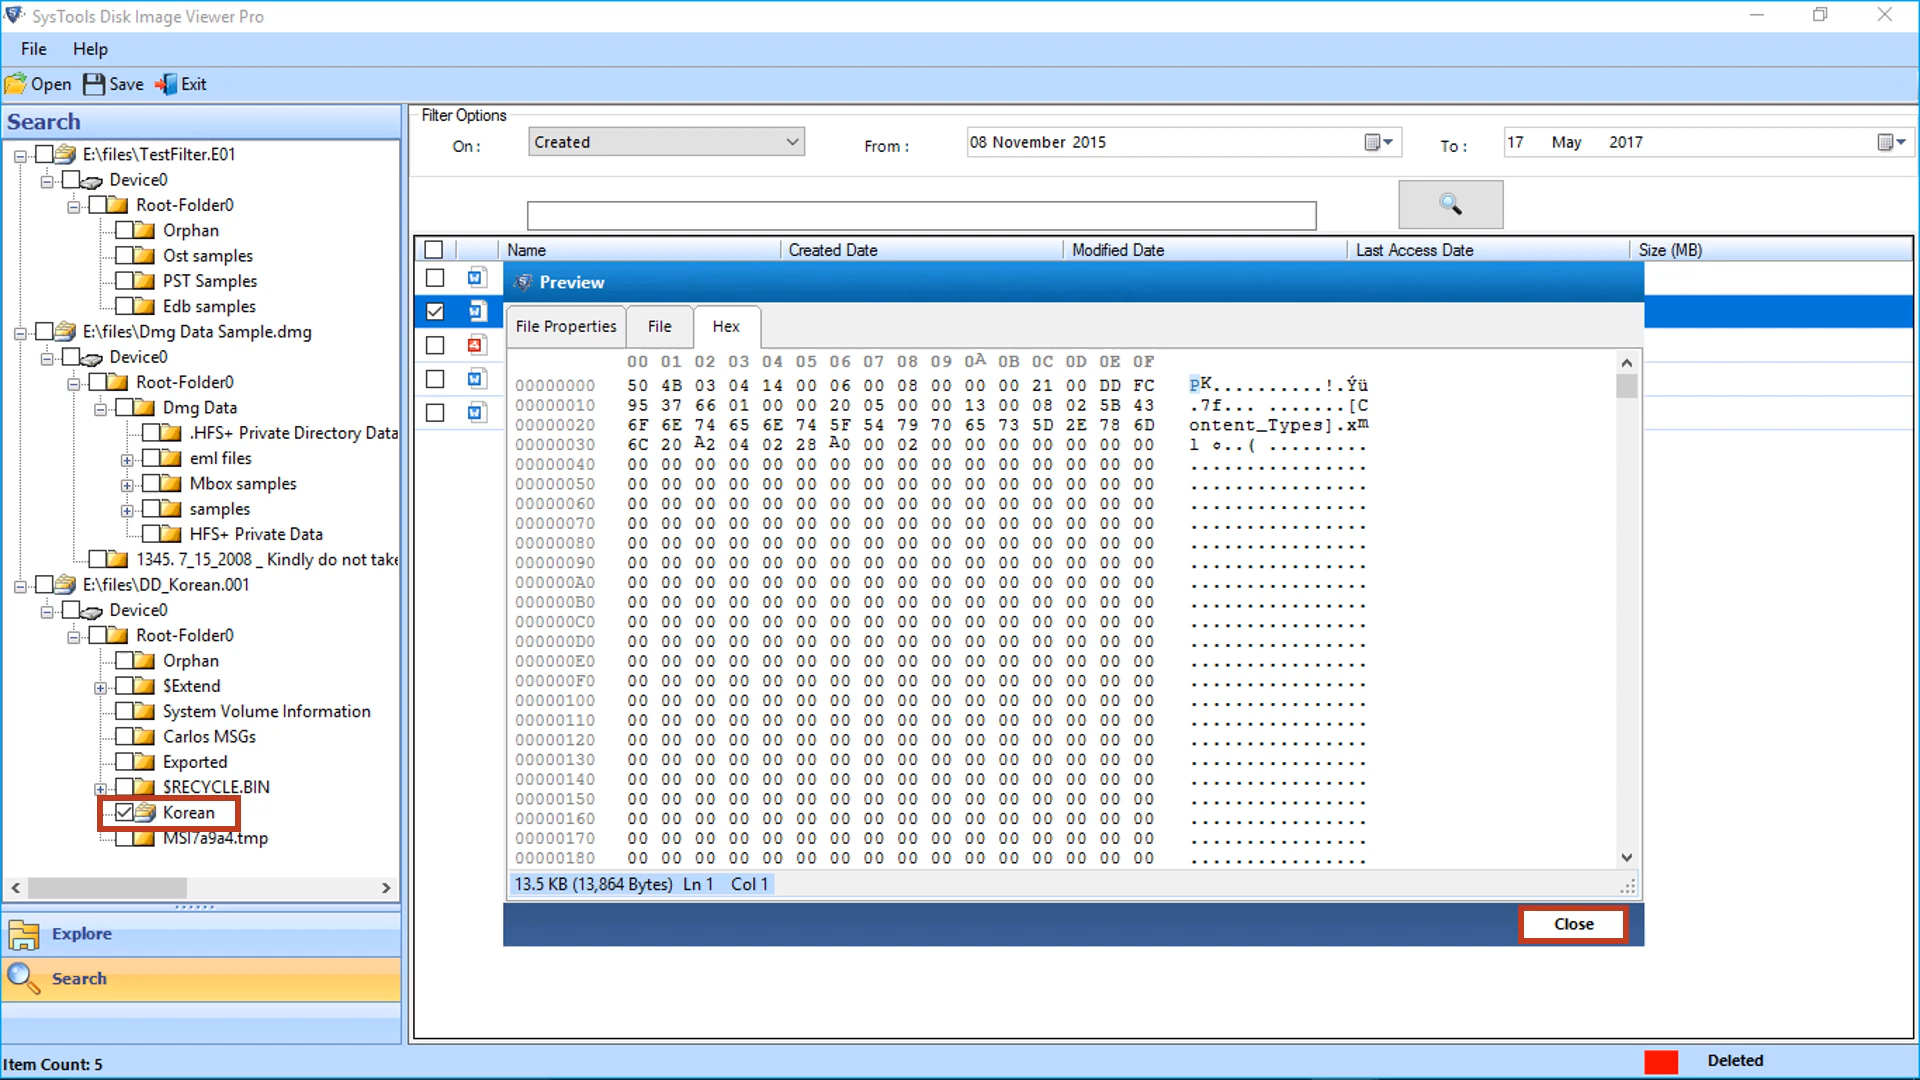 SysTools Disk Image Viewer Pro
File Help
Open Save Exit
Search
E:\files\TestFilter.E01
Device0
Root-Folder0
Orphan
Ost samples
PST Samples
Edb samples
E:\files\Dmg Data Sample.dmg
Device0
Root-Folder0
Dmg Data
.HFS+ Private Directory Data
eml files
Mbox samples
samples
HFS+ Private Data
1345. 7_15_2008 _ Kindly do not take
E:\files\DD_Korean.001
Device0
Root-Folder0
Orphan
$Extend
System Volume Information
Carlos MSGs
Exported
$RECYCLE.BIN
Korean
MSI7a9a4.tmp
Explore
Search
Filter Options
On : Created From : 08 November 2015 To : 17 May 2017
Name Created Date Modified Date Last Access Date Size (MB)
Preview
File Properties File Hex
00 01 02 03 04 05 06 07 08 09 0A 0B 0C 0D 0E 0F
00000000 50 4B 03 04 14 00 06 00 08 00 00 00 21 00 DD FC PK..........!.Ýü
00000010 95 37 66 01 00 00 20 05 00 00 13 00 08 02 5B 43 .7f... .......[C
00000020 6F 6E 74 65 6E 74 5F 54 79 70 65 73 5D 2E 78 6D ontent_Types].xm
00000030 6C 20 A2 04 02 28 A0 00 02 00 00 00 00 00 00 00 l ¢..( .........
00000040 00 00 00 00 00 00 00 00 00 00 00 00 00 00 00 00 ................
00000050 00 00 00 00 00 00 00 00 00 00 00 00 00 00 00 00 ................
00000060 00 00 00 00 00 00 00 00 00 00 00 00 00 00 00 00 ................
00000070 00 00 00 00 00 00 00 00 00 00 00 00 00 00 00 00 ................
00000080 00 00 00 00 00 00 00 00 00 00 00 00 00 00 00 00 ................
00000090 00 00 00 00 00 00 00 00 00 00 00 00 00 00 00 00 ................
000000A0 00 00 00 00 00 00 00 00 00 00 00 00 00 00 00 00 ................
000000B0 00 00 00 00 00 00 00 00 00 00 00 00 00 00 00 00 ................
000000C0 00 00 00 00 00 00 00 00 00 00 00 00 00 00 00 00 ................
000000D0 00 00 00 00 00 00 00 00 00 00 00 00 00 00 00 00 ................
000000E0 00 00 00 00 00 00 00 00 00 00 00 00 00 00 00 00 ................
000000F0 00 00 00 00 00 00 00 00 00 00 00 00 00 00 00 00 ................
00000100 00 00 00 00 00 00 00 00 00 00 00 00 00 00 00 00 ................
00000110 00 00 00 00 00 00 00 00 00 00 00 00 00 00 00 00 ................
00000120 00 00 00 00 00 00 00 00 00 00 00 00 00 00 00 00 ................
00000130 00 00 00 00 00 00 00 00 00 00 00 00 00 00 00 00 ................
00000140 00 00 00 00 00 00 00 00 00 00 00 00 00 00 00 00 ................
00000150 00 00 00 00 00 00 00 00 00 00 00 00 00 00 00 00 ................
00000160 00 00 00 00 00 00 00 00 00 00 00 00 00 00 00 00 ................
00000170 00 00 00 00 00 00 00 00 00 00 00 00 00 00 00 00 ................
00000180 00 00 00 00 00 00 00 00 00 00 00 00 00 00 00 00 ................
13.5 KB (13,864 Bytes) Ln 1 Col 1
Close
Item Count: 5
Deleted